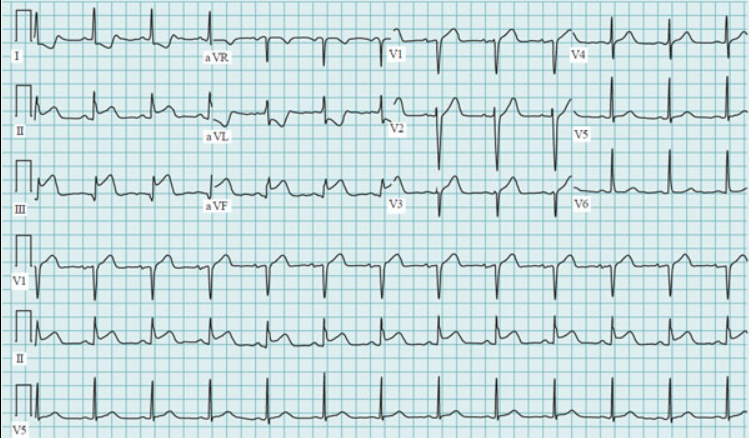 I aVR V1 V4
II aVL V2 V5
III aVF V3 V6
V1
II
V5